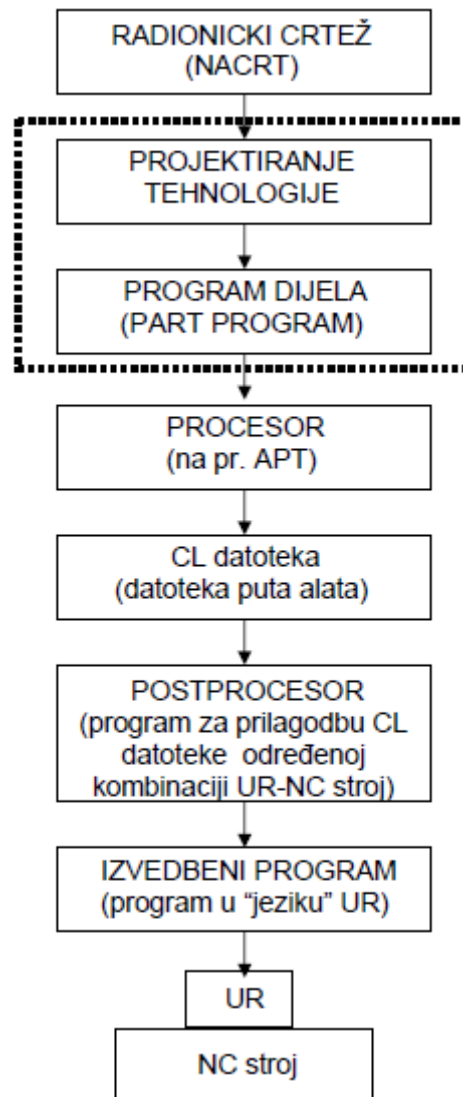 RADIONICKI CRTEŽ
(NACRT)
PROJEKTIRANJE
TEHNOLOGIJE
PROGRAM DIJELA
(PART PROGRAM)
PROCESOR
(na pr. APT)
CL datoteka
(datoteka puta alata)
POSTPROCESOR
(program za prilagodbu CL
datoteke određenoj
kombinaciji UR-NC stroj)
IZVEDBENI PROGRAM
(program u “jeziku” UR)
UR
NC stroj